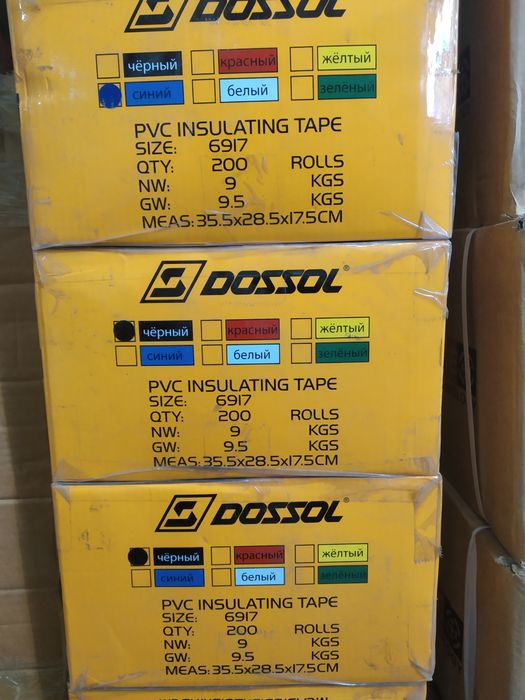 DOSSOL
чёрный красный жёлтый
синий белый зелёный
PVC INSULATING TAPE
SIZE: 6917
QTY: 200 ROLLS
NW: 9 KGS
GW: 9.5 KGS
MEAS: 35.5x28.5x17.5CM
DOSSOL®
чёрный красный жёлтый
синий белый зелёный
PVC INSULATING TAPE
SIZE: 6917
QTY: 200 ROLLS
NW: 9 KGS
GW: 9.5 KGS
MEAS: 35.5x28.5x17.5CM
DOSSOL®
чёрный красный жёлтый
синий белый зелёный
PVC INSULATING TAPE
SIZE: 6917
QTY: 200 ROLLS
NW: 9 KGS
GW: 9.5 KGS
MEAS: 35.5x28.5x17.5CM